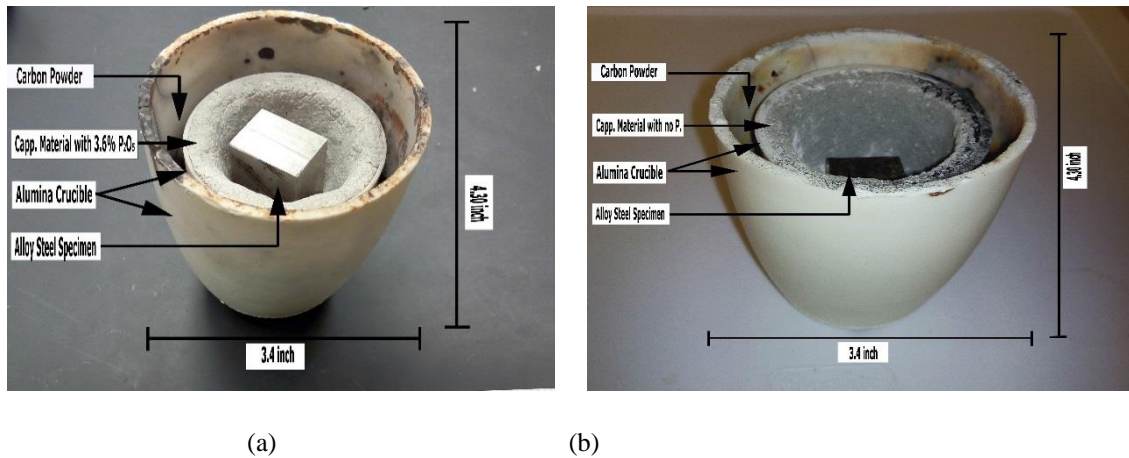 Carbon Powder
Capp. Material with 3.6% P₂O₅
Alumina Crucible
Alloy Steel Specimen
4.30 inch
3.4 inch
Carbon Powder
Capp. Material with no P.
Alumina Crucible
Alloy Steel Specimen
4.30 inch
3.4 inch
(a)
(b)